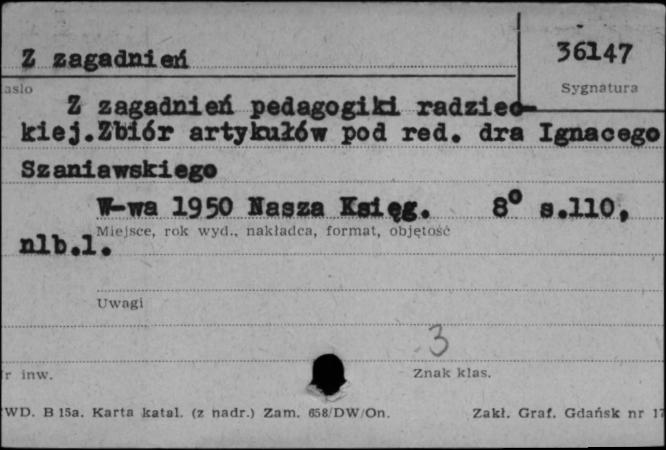 Z zagadnień
36147
asło
Sygnatura
Z zagadnień pedagogiki radziec-
kiej.Zbiór artykułów pod red. dra Ignacego
Szaniawskiego
W-wa 1950 Nasza Księg. 8° s.110,
Miejsce, rok wyd., nakładca, format, objętość
nlb.1.
Uwagi
3
r inw.
Znak klas.
WD. B 15a. Karta katal. (z nadr.) Zam. 658/DW/On. Zakł. Graf. Gdańsk nr 17